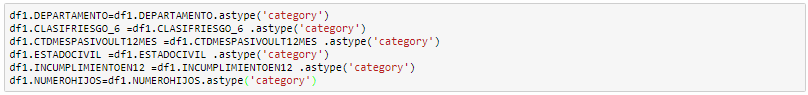 df1.DEPARTAMENTO=df1.DEPARTAMENTO.astype('category')
df1.CLASIFRIESGO_6 =df1.CLASIFRIESGO_6 .astype('category')
df1.CTDMESPASIVOULT12MES =df1.CTDMESPASIVOULT12MES .astype('category')
df1.ESTADOCIVIL =df1.ESTADOCIVIL .astype('category')
df1.INCUMPLIMIENTOEN12 =df1.INCUMPLIMIENTOEN12 .astype('category')
df1.NUMEROHIJOS=df1.NUMEROHIJOS.astype('category')